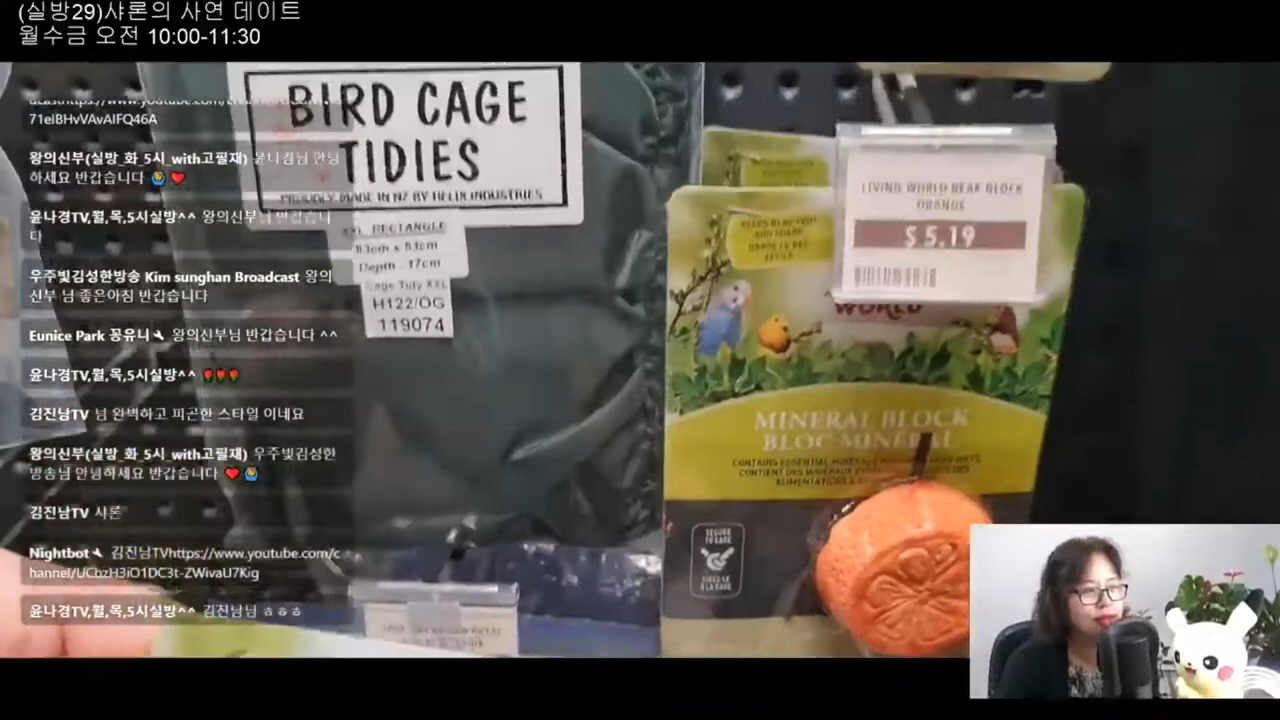 (실방29)샤론의 사연 데이트
월수금 오전 10:00-11:30
71eiBHvVAvAIFQ46A
왕의신부(실방_화_5시_with고필재) 윤나경님 안녕
하세요 반갑습니다
윤나경TV,월,목,5시실방^^ 왕의신부님 반갑습니
다
우주빛김성한방송 Kim sunghan Broadcast 왕의
신부 님 좋은아침 반갑습니다
Eunice Park 꽁유니 왕의신부님 반갑습니다 ^^
윤나경TV,월,목,5시실방^^
김진남TV 님 완벽하고 피곤한 스타일 이네요
왕의신부(실방_화_5시_with고필재) 우주빛김성한
방송님 안녕하세요 반갑습니다
김진남TV 샤론
Nightbot 김진남TVhttps://www.youtube.com/c
hannel/UCbzH3iO1DC3t-ZWivaU7Kig
윤나경TV,월,목,5시실방^^ 김진남님 ㅎㅎㅎ
BIRD CAGE
TIDIES
PROUDLY MADE IN NZ BY HELIX INDUSTRIES
XXL RECTANGLE
83cm x 51cm
Depth - 17cm
Cage Tidy XXL
H122/OG
119074
LIVING WORLD BEAK BLOCK
ORANGE
$ 5.19
WORLD
MINERAL BLOCK
BLOC MINERAL
SECURE
TO CAGE